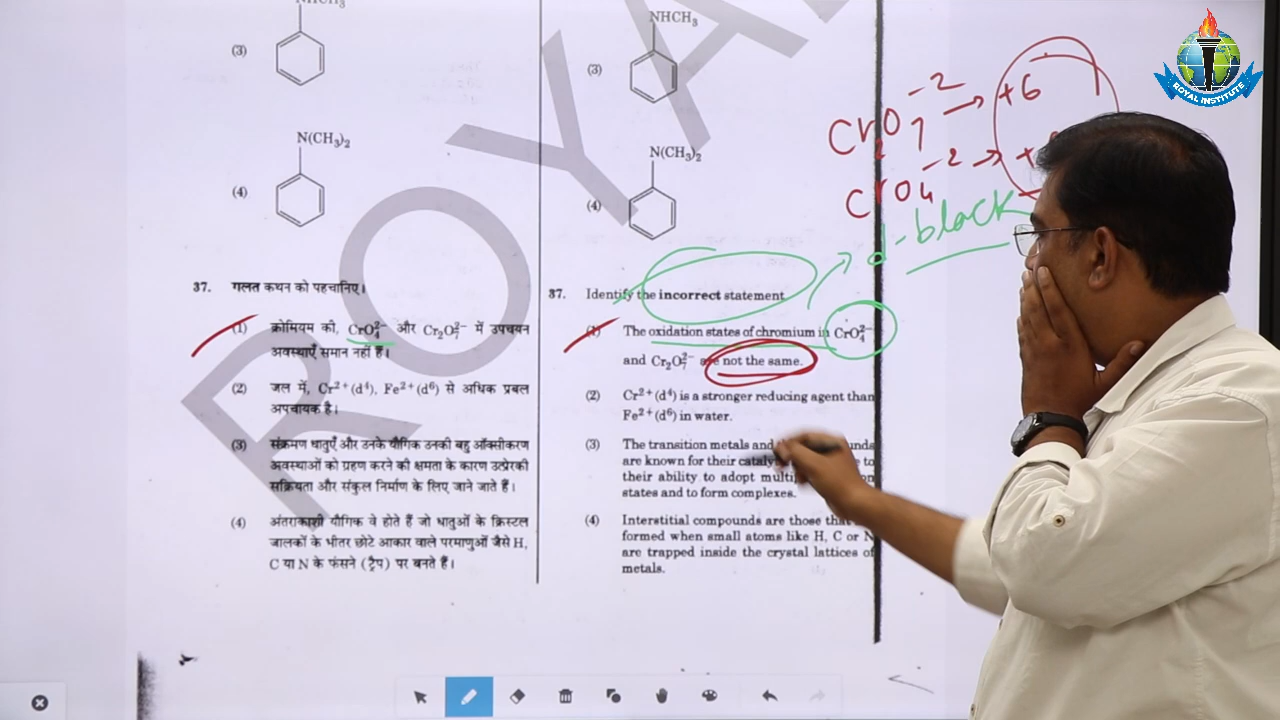 NHCH₃
(3)
N(CH₃)₂
(4)
37. गलत कथन को पहचानिए।
(1) क्रोमियम की, CrO₄²⁻ और Cr₂O₇²⁻ में उपचयन
अवस्थाएँ समान नहीं हैं।
(2) जल में, Cr²⁺(d⁴), Fe²⁺(d⁶) से अधिक प्रबल
अपचायक है।
(3) संक्रमण धातुएँ और उनके यौगिक उनकी बहु ऑक्सीकरण
अवस्थाओं को ग्रहण करने की क्षमता के कारण उत्प्रेरकी
सक्रियता और संकुल निर्माण के लिए जाने जाते हैं।
(4) अंतराकाशी यौगिक वे होते हैं जो धातुओं के क्रिस्टल
जालकों के भीतर छोटे आकार वाले परमाणुओं जैसे H,
C या N के फंसने (ट्रैप) पर बनते हैं।
NHCH₃
(3)
N(CH₃)₂
(4)
37. Identify the incorrect statement
(1) The oxidation states of chromium in CrO₄²⁻
and Cr₂O₇²⁻ are not the same.
(2) Cr²⁺(d⁴) is a stronger reducing agent than
Fe²⁺(d⁶) in water.
(3) The transition metals and
are known for their to
their ability to adopt
states and to form complexes.
(4) Interstitial compounds are those that
formed when small atoms like H, C or N
are trapped inside the crystal lattices of
metals.
Cr₂O₇⁻² → +6
CrO₄⁻² → +
d-block
ROYA
ROYAL INSTITUTE